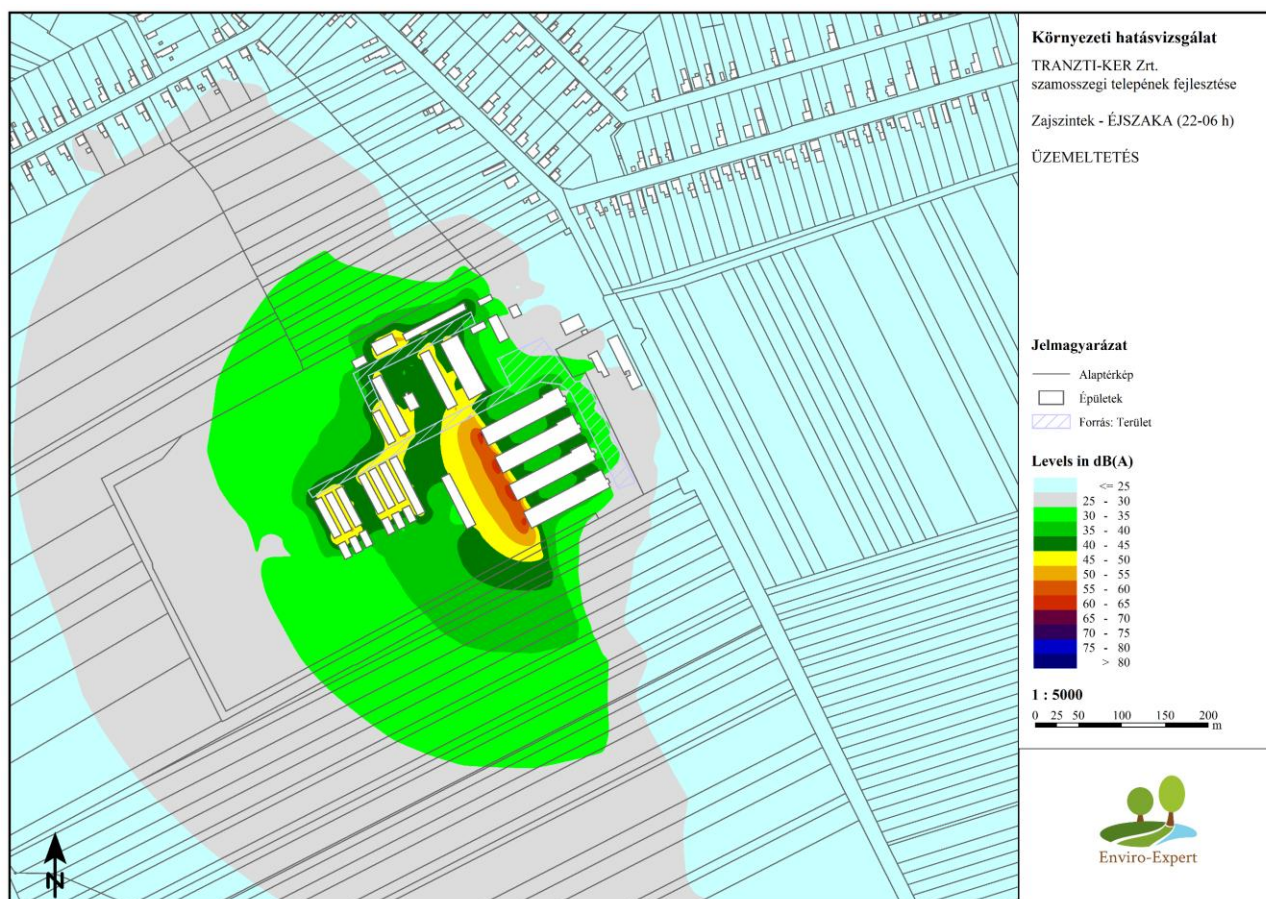 Környezeti hatásvizsgálat
TRANZTI-KER Zrt.
szamosszegi telepének fejlesztése
Zajszintek - ÉJSZAKA (22-06 h)
ÜZEMELTETÉS
Jelmagyarázat
Alaptérkép
Épületek
Forrás: Terület
Levels in dB(A)
<= 25
25 - 30
30 - 35
35 - 40
40 - 45
45 - 50
50 - 55
55 - 60
60 - 65
65 - 70
70 - 75
75 - 80
> 80
1 : 5000
0 25 50 100 150 200
m
Enviro-Expert
N